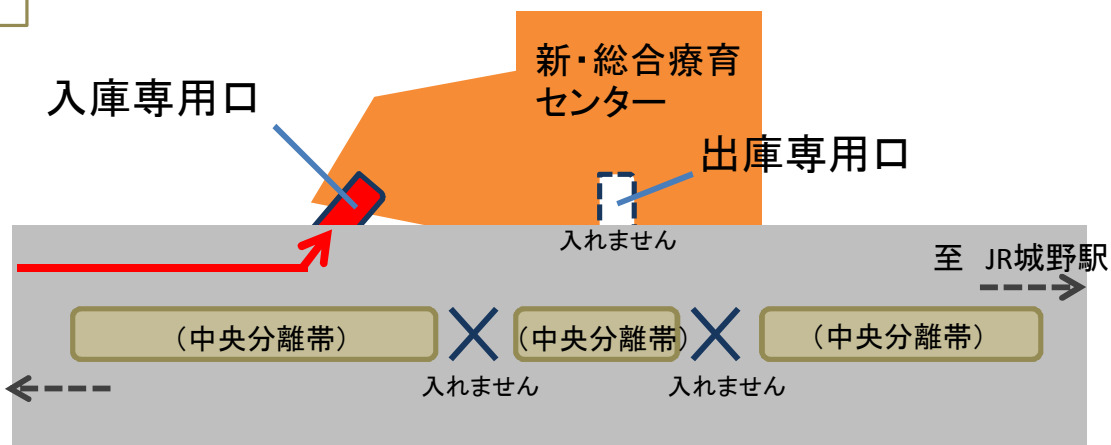 新・総合療育
センター
入庫専用口
出庫専用口
入れません
至 JR城野駅
(中央分離帯)
(中央分離帯)
(中央分離帯)
入れません
入れません